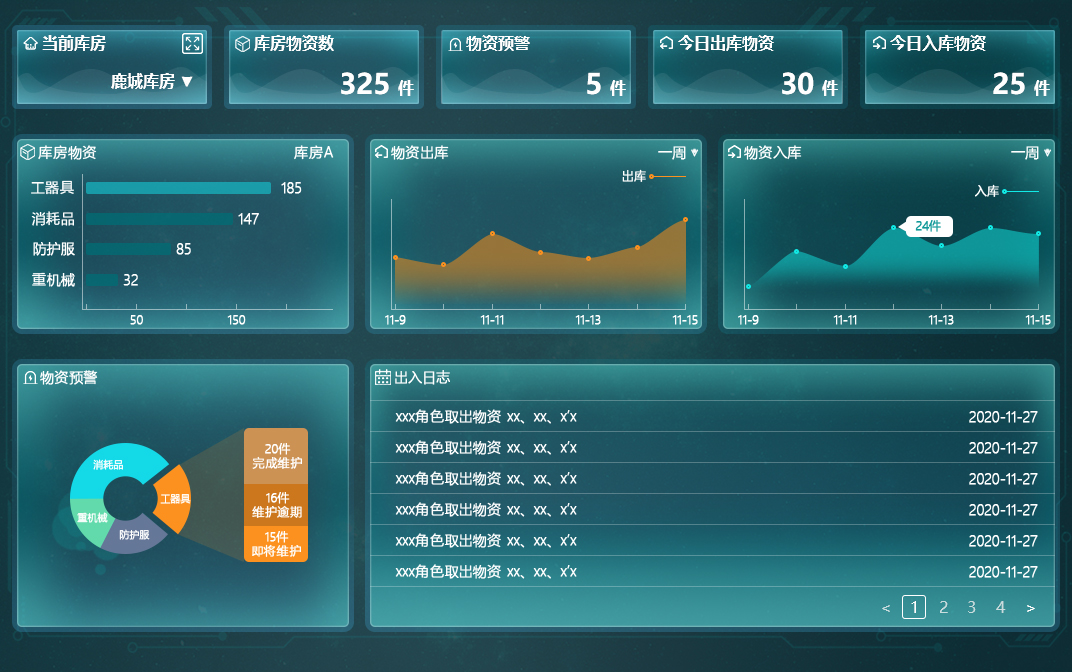 当前库房
鹿城库房 ▼
库房物资数
325 件
物资预警
5 件
今日出库物资
30 件
今日入库物资
25 件
库房物资 库房A
工器具 185
消耗品 147
防护服 85
重机械 32
50 150
物资出库 一周 ▼
出库
11-9 11-11 11-13 11-15
物资入库 一周 ▼
入库
24件
11-9 11-11 11-13 11-15
物资预警
消耗品
工器具
重机械
防护服
20件
完成维护
16件
维护逾期
15件
即将维护
出入日志
xxx角色取出物资 xx、xx、x'x 2020-11-27
xxx角色取出物资 xx、xx、x'x 2020-11-27
xxx角色取出物资 xx、xx、x'x 2020-11-27
xxx角色取出物资 xx、xx、x'x 2020-11-27
xxx角色取出物资 xx、xx、x'x 2020-11-27
xxx角色取出物资 xx、xx、x'x 2020-11-27
< 1 2 3 4 >